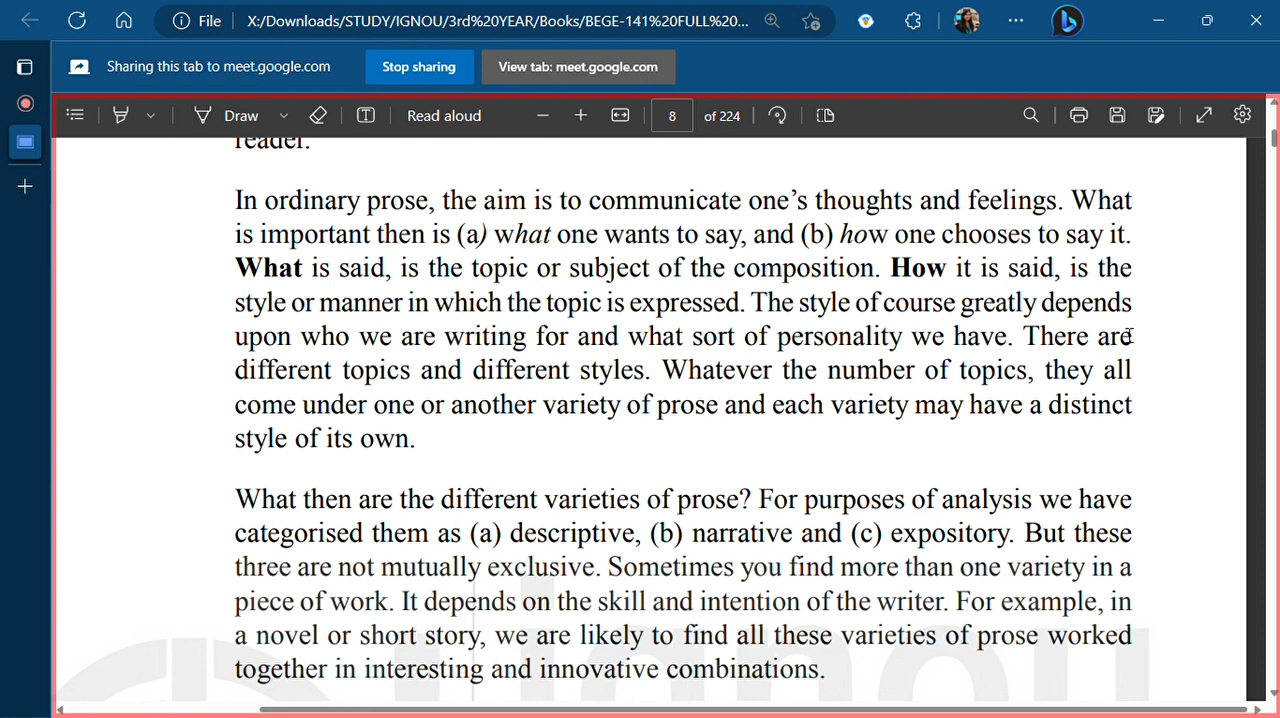 File
X:/Downloads/STUDY/IGNOU/3rd%20YEAR/Books/BEGE-141%20FULL%20...
Sharing this tab to meet.google.com
Stop sharing
View tab: meet.google.com
Draw
Read aloud
8
of 224
reader.
In ordinary prose, the aim is to communicate one’s thoughts and feelings. What
is important then is (a) what one wants to say, and (b) how one chooses to say it.
What is said, is the topic or subject of the composition. How it is said, is the
style or manner in which the topic is expressed. The style of course greatly depends
upon who we are writing for and what sort of personality we have. There are
different topics and different styles. Whatever the number of topics, they all
come under one or another variety of prose and each variety may have a distinct
style of its own.
What then are the different varieties of prose? For purposes of analysis we have
categorised them as (a) descriptive, (b) narrative and (c) expository. But these
three are not mutually exclusive. Sometimes you find more than one variety in a
piece of work. It depends on the skill and intention of the writer. For example, in
a novel or short story, we are likely to find all these varieties of prose worked
together in interesting and innovative combinations.
ignou